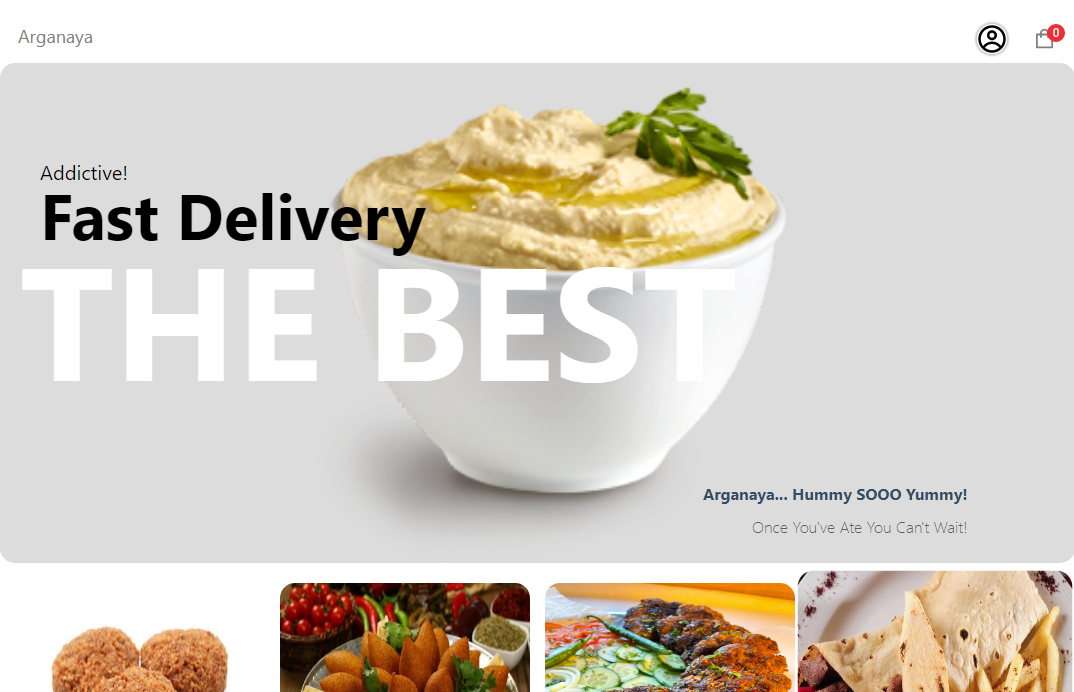 Arganaya
0
Addictive!
Fast Delivery
THE BEST
Arganaya... Hummy SOOO Yummy!
Once You've Ate You Can't Wait!